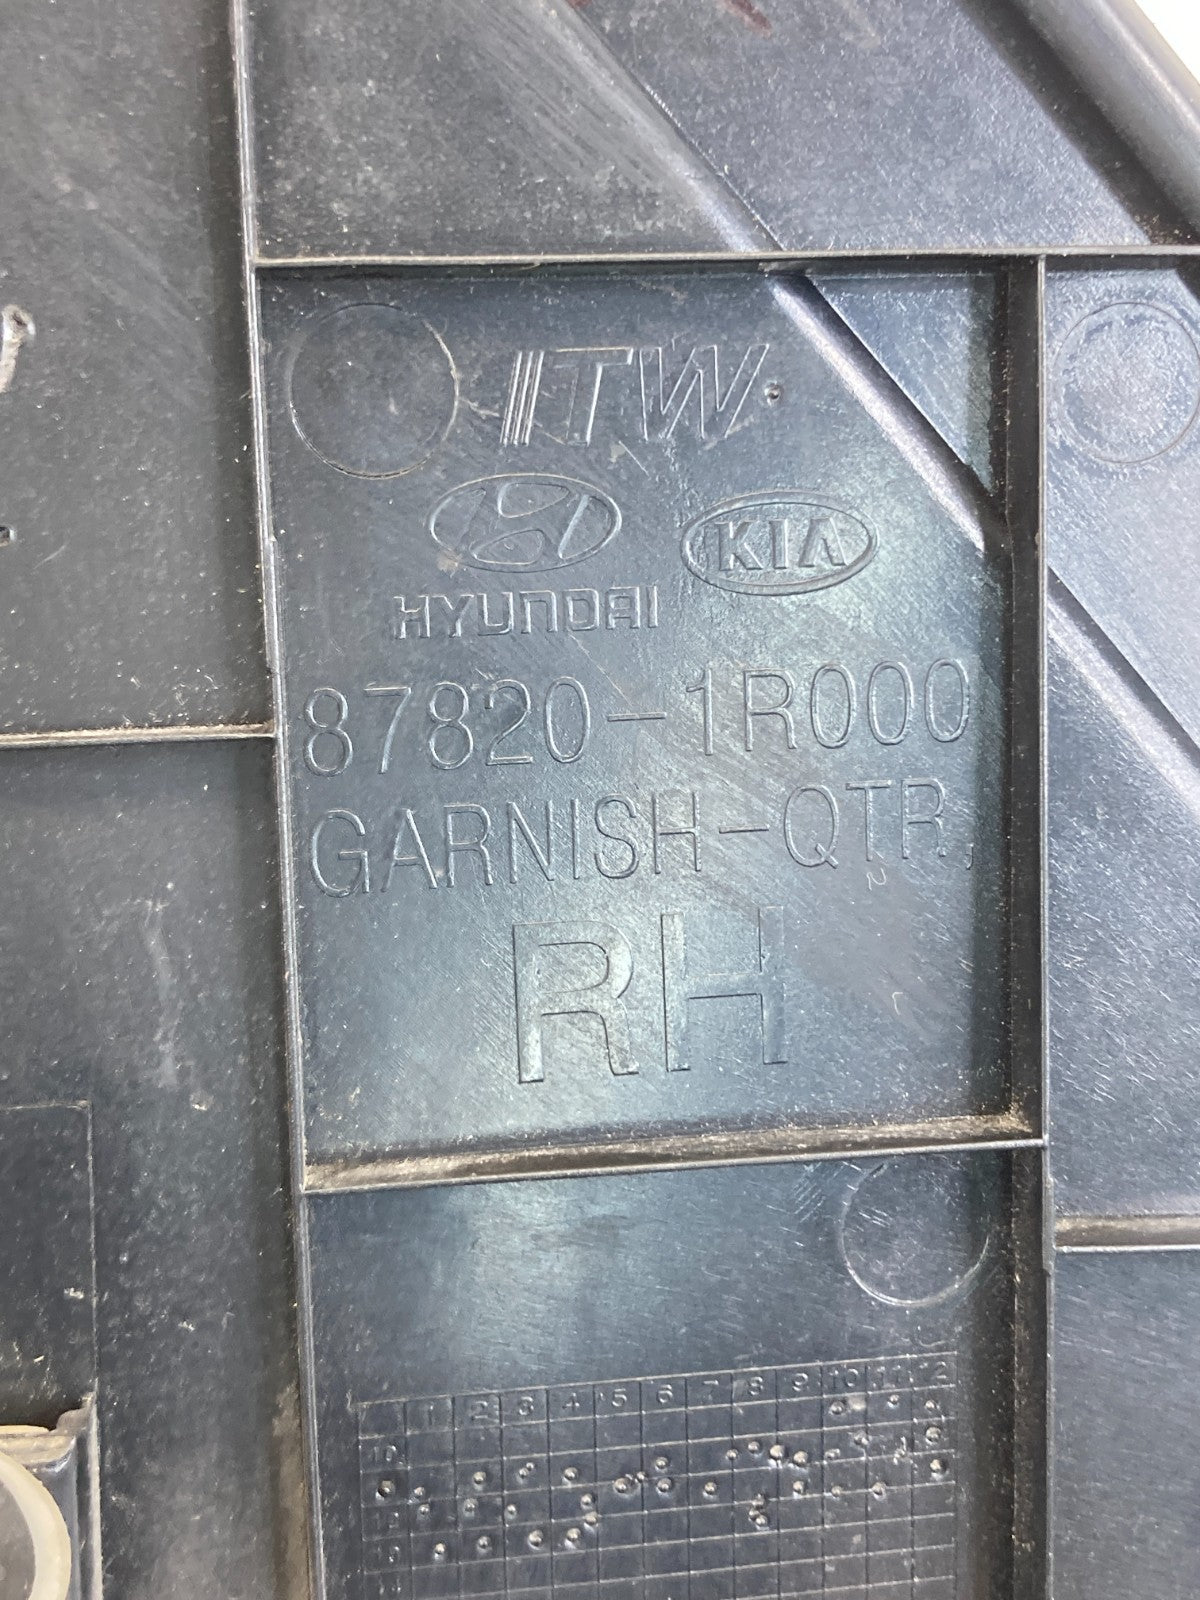 ITW
HYUNDAI
KIA
87820-1R000
GARNISH-QTR,
RH
1 2 3 4 5 6 7 8 9 10 11 12
10